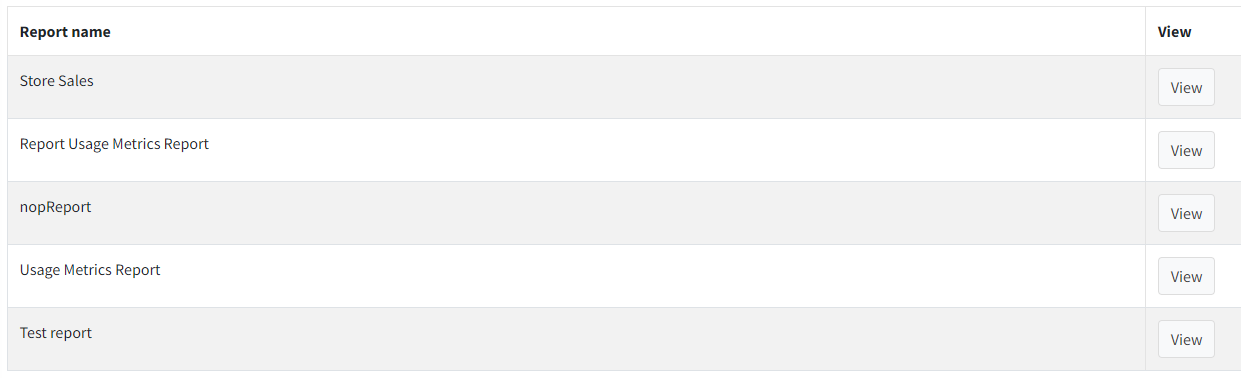 Report name View
Store Sales View
Report Usage Metrics Report View
nopReport View
Usage Metrics Report View
Test report View